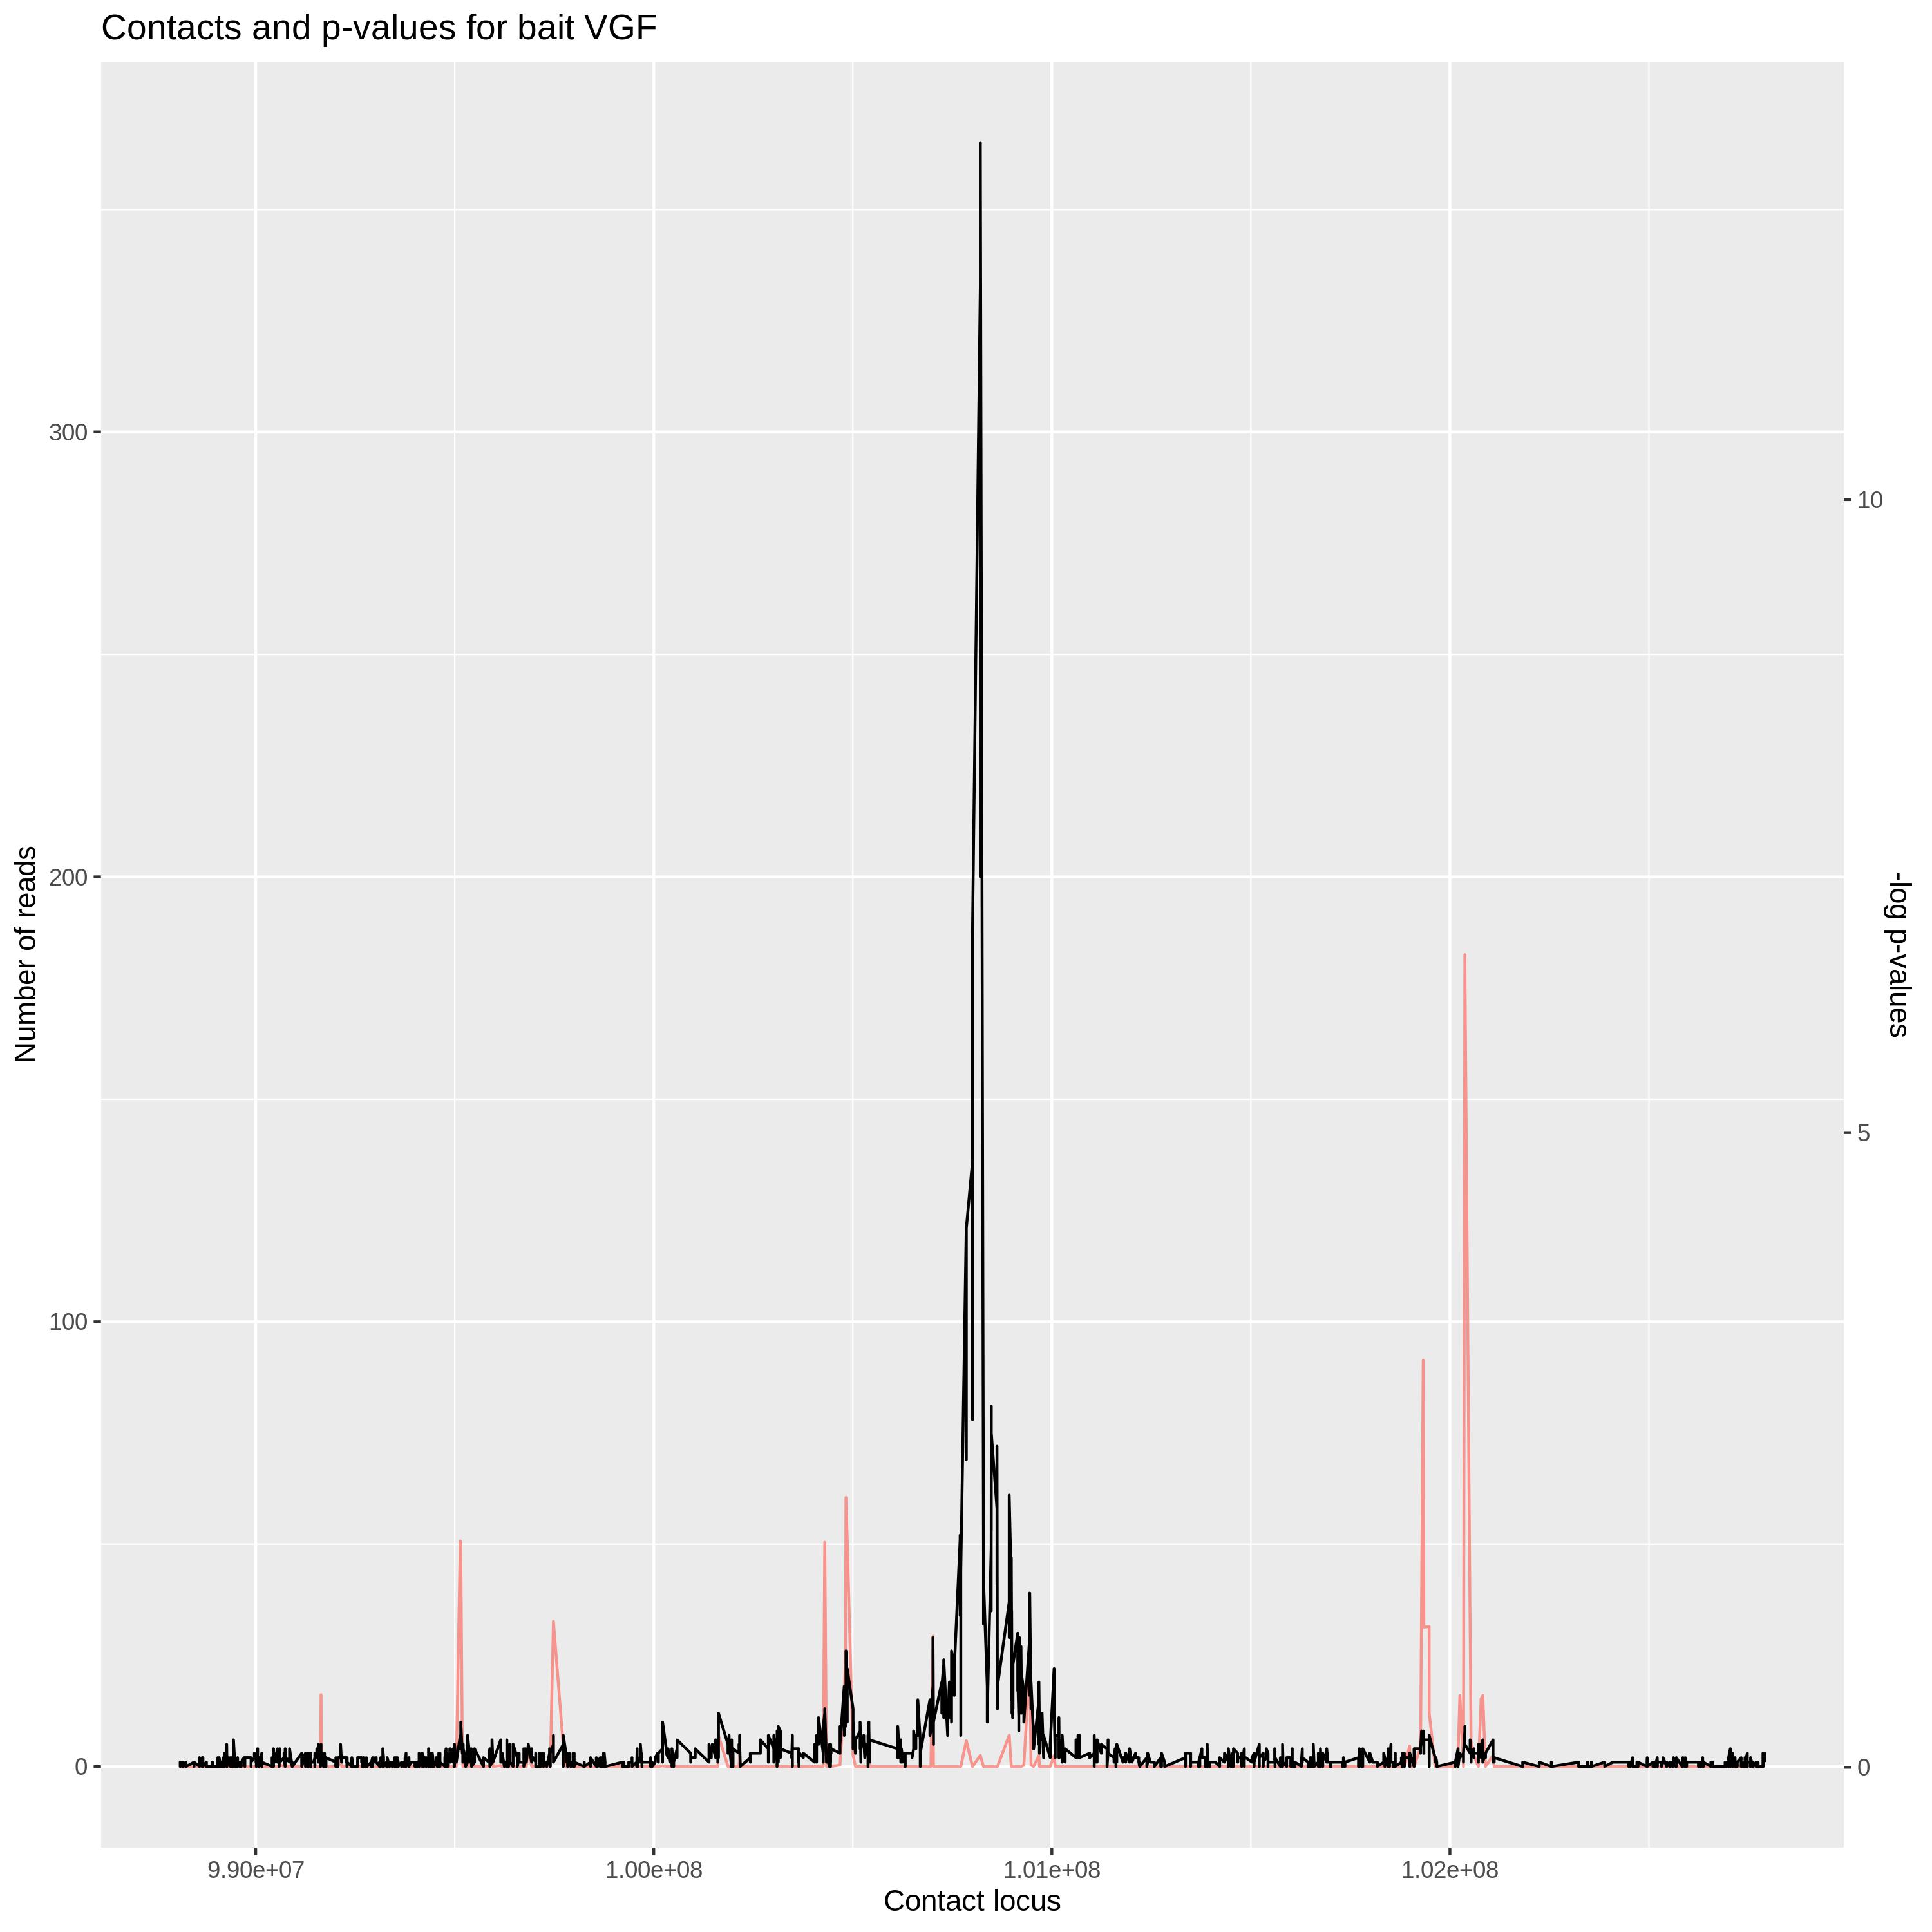 Contacts and p-values for bait VGF
Number of reads
300
200
100
0
10
5
0
-log p-values
9.90e+07
1.00e+08
1.01e+08
1.02e+08
Contact locus